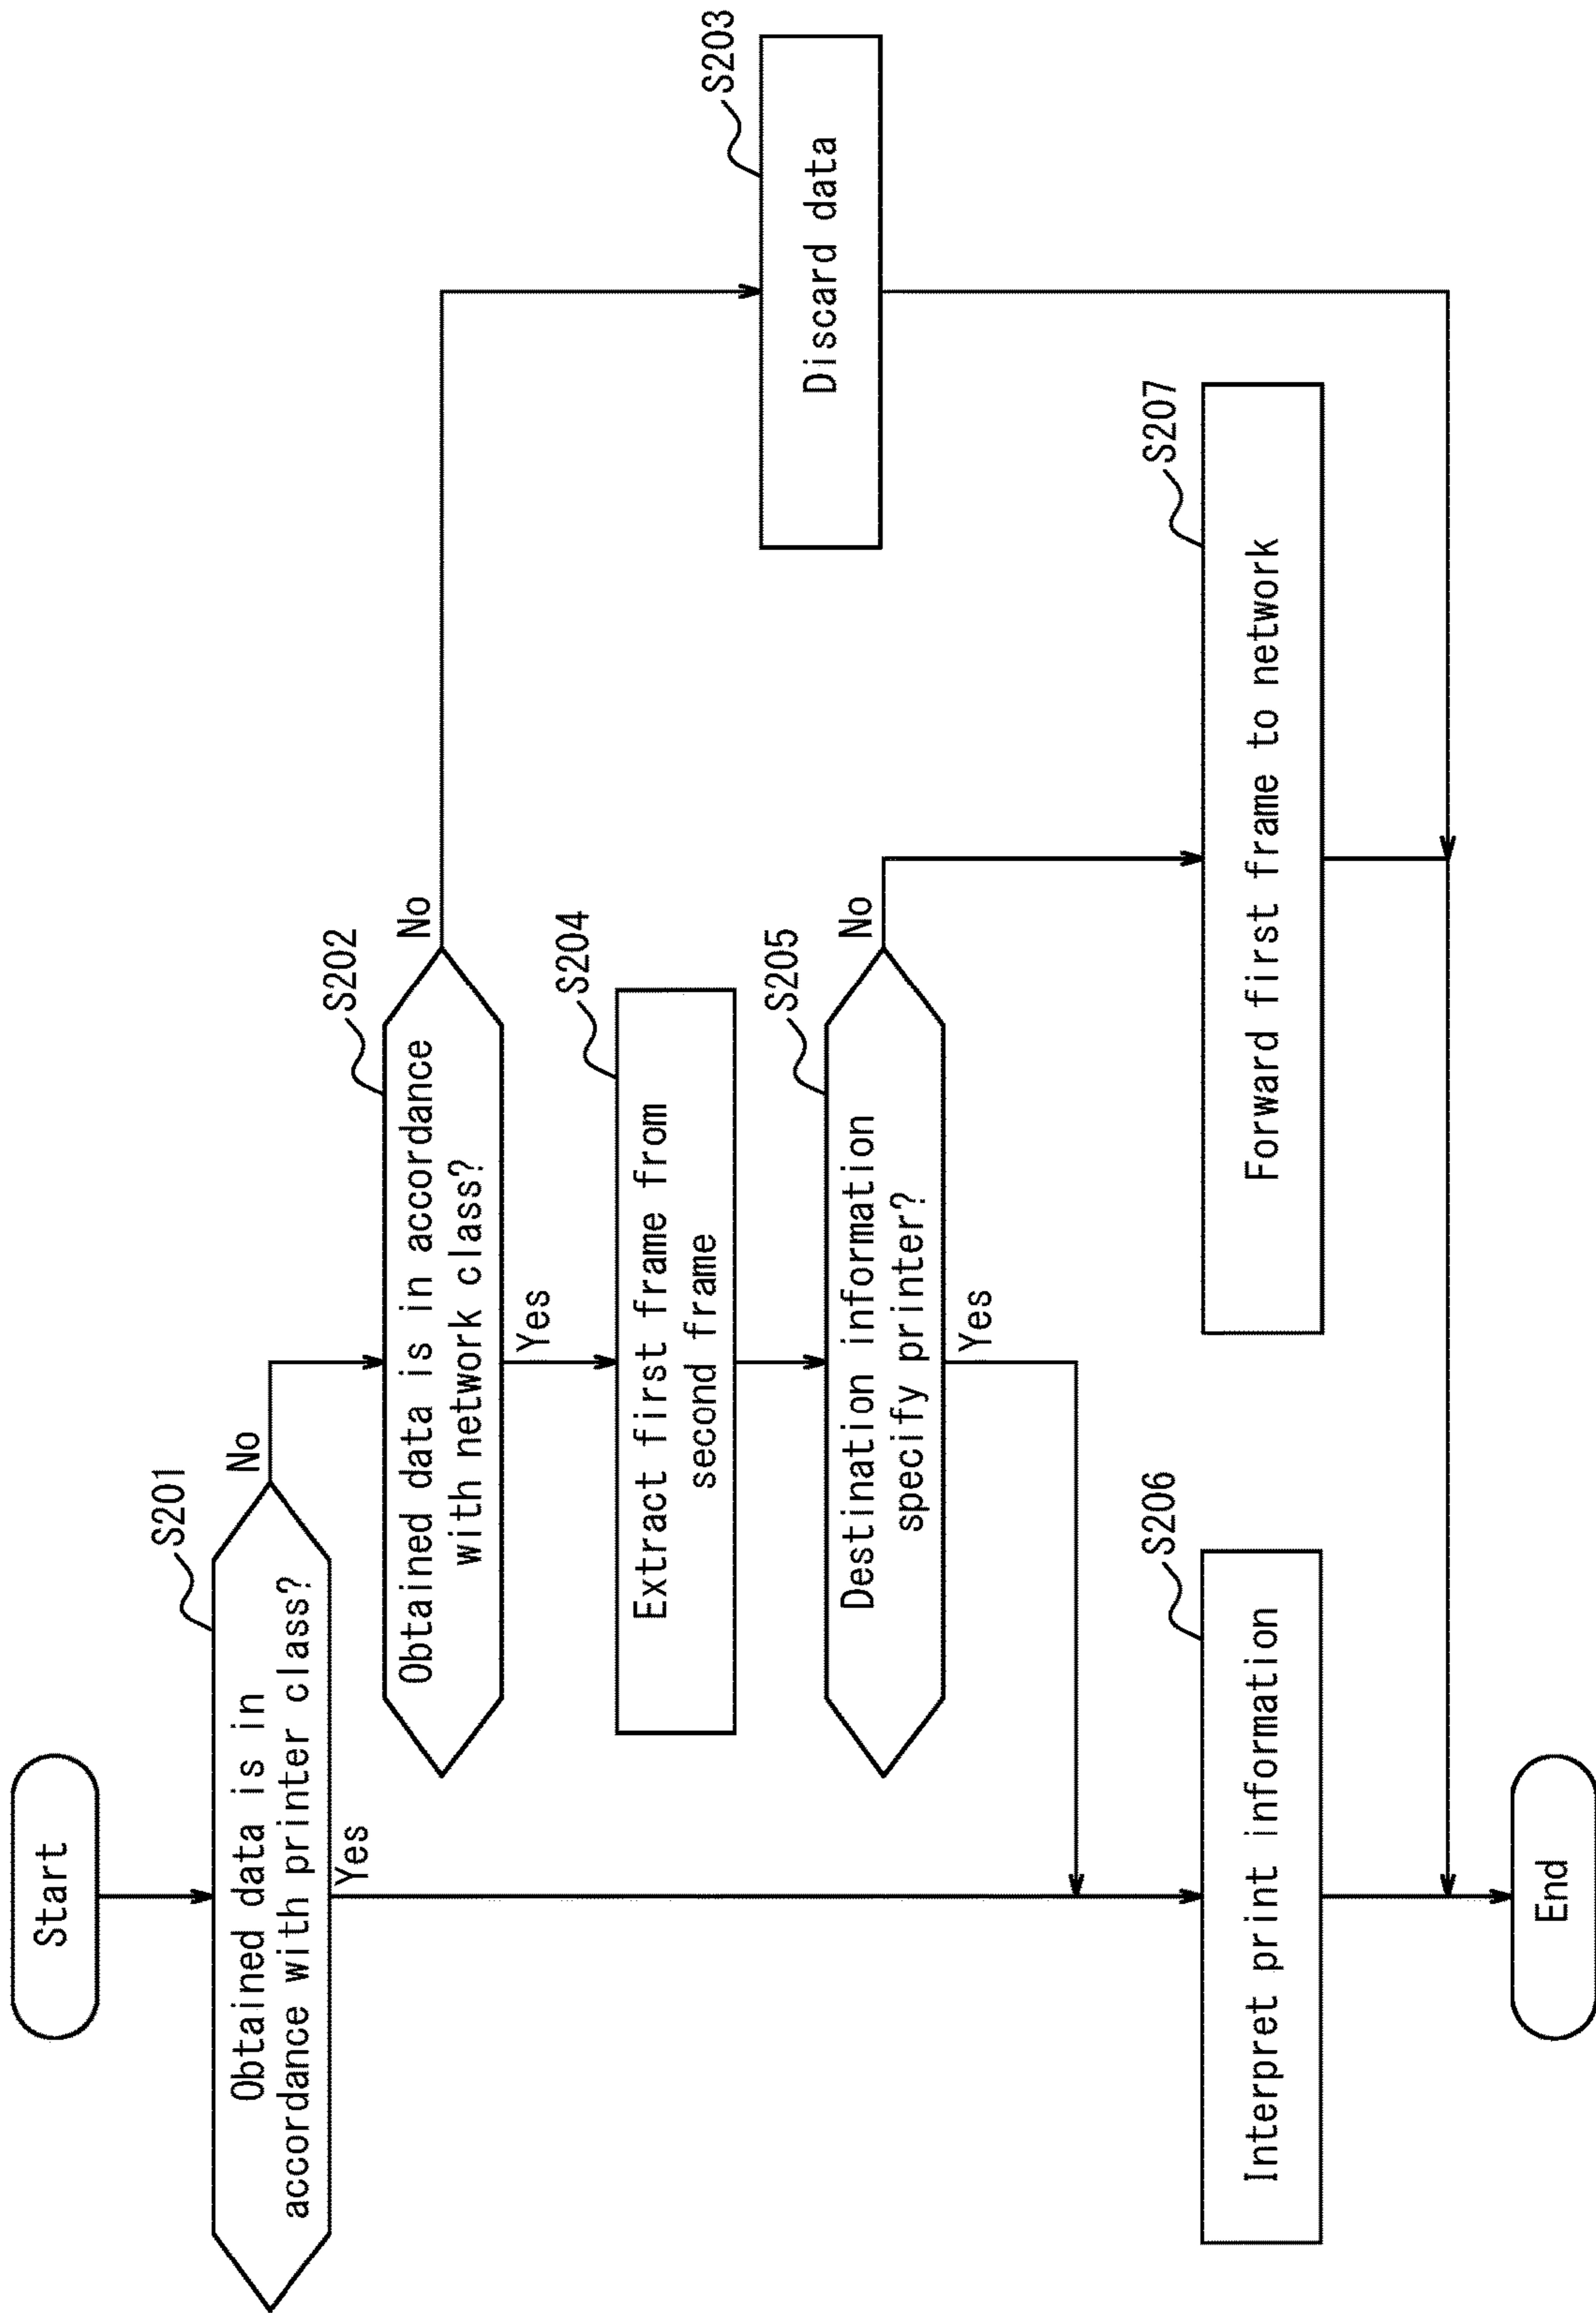 Start
S201
Obtained data is in
accordance with printer class?
No
Yes
S202
Obtained data is in accordance
with network class?
No
Yes
S203
Discard data
S204
Extract first frame from
second frame
S205
Destination information
specify printer?
No
Yes
S206
Interpret print information
S207
Forward first frame to network
End